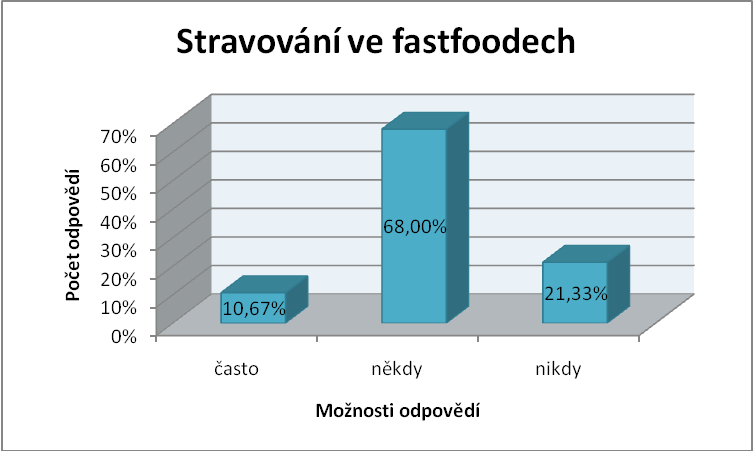 Stravování ve fastfoodech
Počet odpovědí
70%
60%
50%
40%
30%
20%
10%
0%
10,67%
68,00%
21,33%
často
někdy
nikdy
Možnosti odpovědí